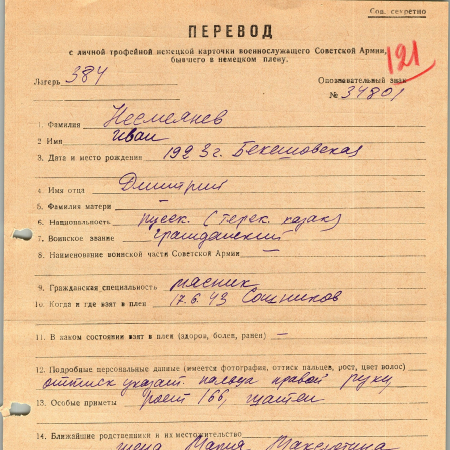 Сов. секретно
ПЕРЕВОД
с личной трофейной немецкой карточки военнослужащего Советской Армии,
бывшего в немецком плену.
121
Лагерь 384
Опознавательный знак
№ 34801
1. Фамилия Несмеянов
2 Имя Иван
3. Дата и место рождения 1923 г. Бекешовская
4. Имя отца Дмитрий
5. Фамилия матери —
6. Национальность (терек. казак)
7. Воинское звание гражданский
8. Наименование воинской части Советской Армии —
9. Гражданская специальность мясник
10. Когда и где взят в плен 17.6.43 Сошников
11. В каком состоянии взят в плен (здоров, болен, ранен) —
12. Подробные персональные данные (имеется фотография, оттиск пальцев, рост, цвет волос)
оттиск указат. пальца правой руки
13. Особые приметы рост 166,
14. Ближайшие родственники и их местожительство
жена Мария